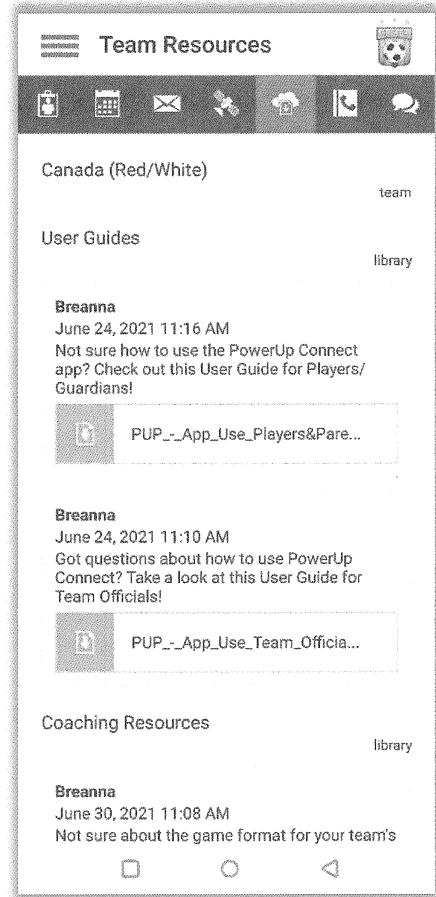 Team Resources
Canada (Red/White)
team
User Guides
library
Breanna
June 24, 2021 11:16 AM
Not sure how to use the PowerUp Connect
app? Check out this User Guide for Players/
Guardians!
PUP_-_App_Use_Players&Pare...
Breanna
June 24, 2021 11:10 AM
Got questions about how to use PowerUp
Connect? Take a look at this User Guide for
Team Officials!
PUP_-_App_Use_Team_Officia...
Coaching Resources
library
Breanna
June 30, 2021 11:08 AM
Not sure about the game format for your team's